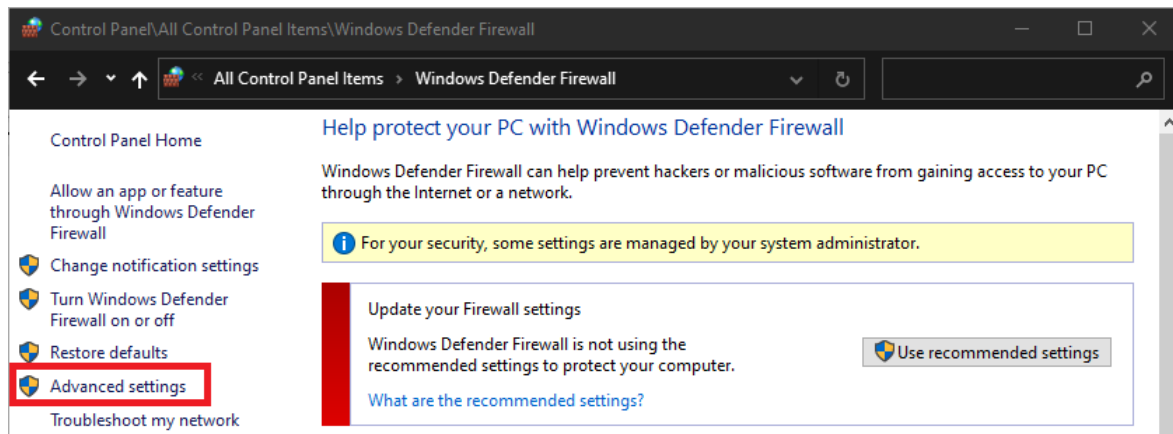 Control Panel\All Control Panel Items\Windows Defender Firewall
All Control Panel Items > Windows Defender Firewall
Control Panel Home
Allow an app or feature
through Windows Defender
Firewall
Change notification settings
Turn Windows Defender
Firewall on or off
Restore defaults
Advanced settings
Troubleshoot my network
Help protect your PC with Windows Defender Firewall
Windows Defender Firewall can help prevent hackers or malicious software from gaining access to your PC
through the Internet or a network.
For your security, some settings are managed by your system administrator.
Update your Firewall settings
Windows Defender Firewall is not using the
recommended settings to protect your computer.
Use recommended settings
What are the recommended settings?